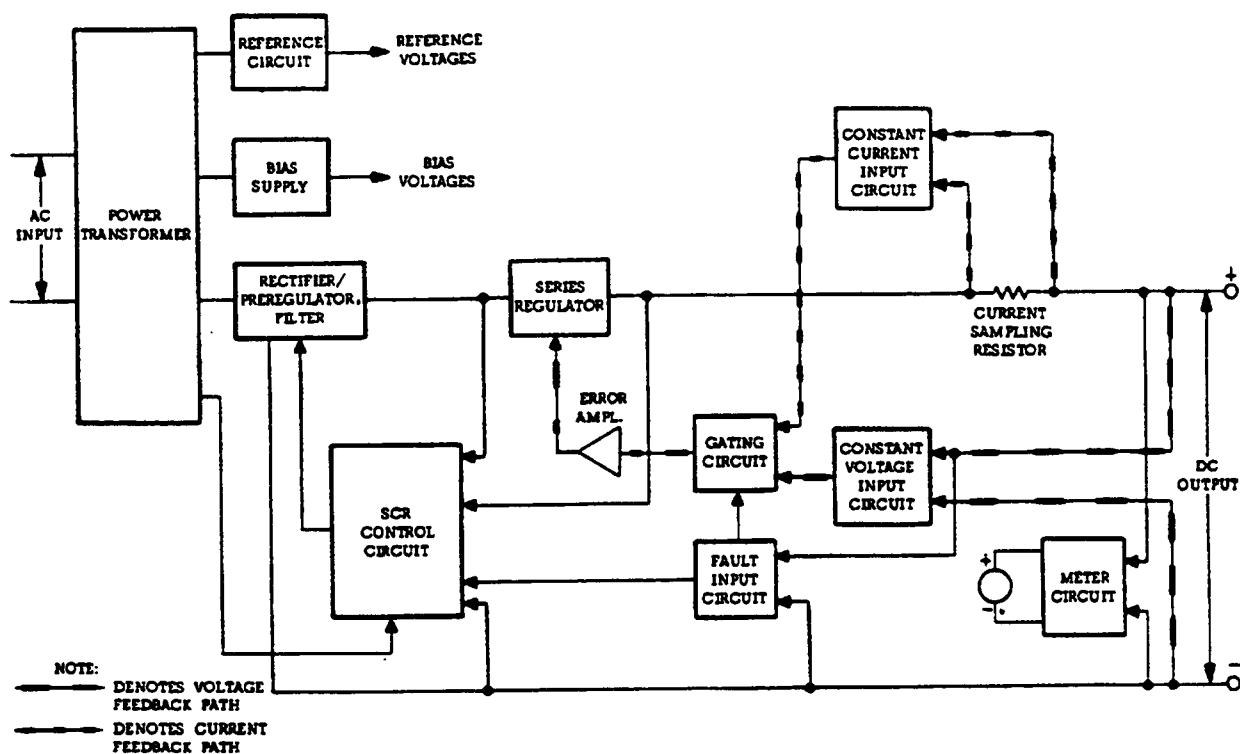 REFERENCE
CIRCUIT
REFERENCE
VOLTAGES
BIAS
SUPPLY
BIAS
VOLTAGES
AC
INPUT
POWER
TRANSFORMER
RECTIFIER/
PREREGULATOR,
FILTER
SERIES
REGULATOR
CONSTANT
CURRENT
INPUT
CIRCUIT
CURRENT
SAMPLING
RESISTOR
+
ERROR
AMPL.
GATING
CIRCUIT
CONSTANT
VOLTAGE
INPUT
CIRCUIT
DC
OUTPUT
SCR
CONTROL
CIRCUIT
FAULT
INPUT
CIRCUIT
+
-
METER
CIRCUIT
-
NOTE:
DENOTES VOLTAGE
FEEDBACK PATH
DENOTES CURRENT
FEEDBACK PATH